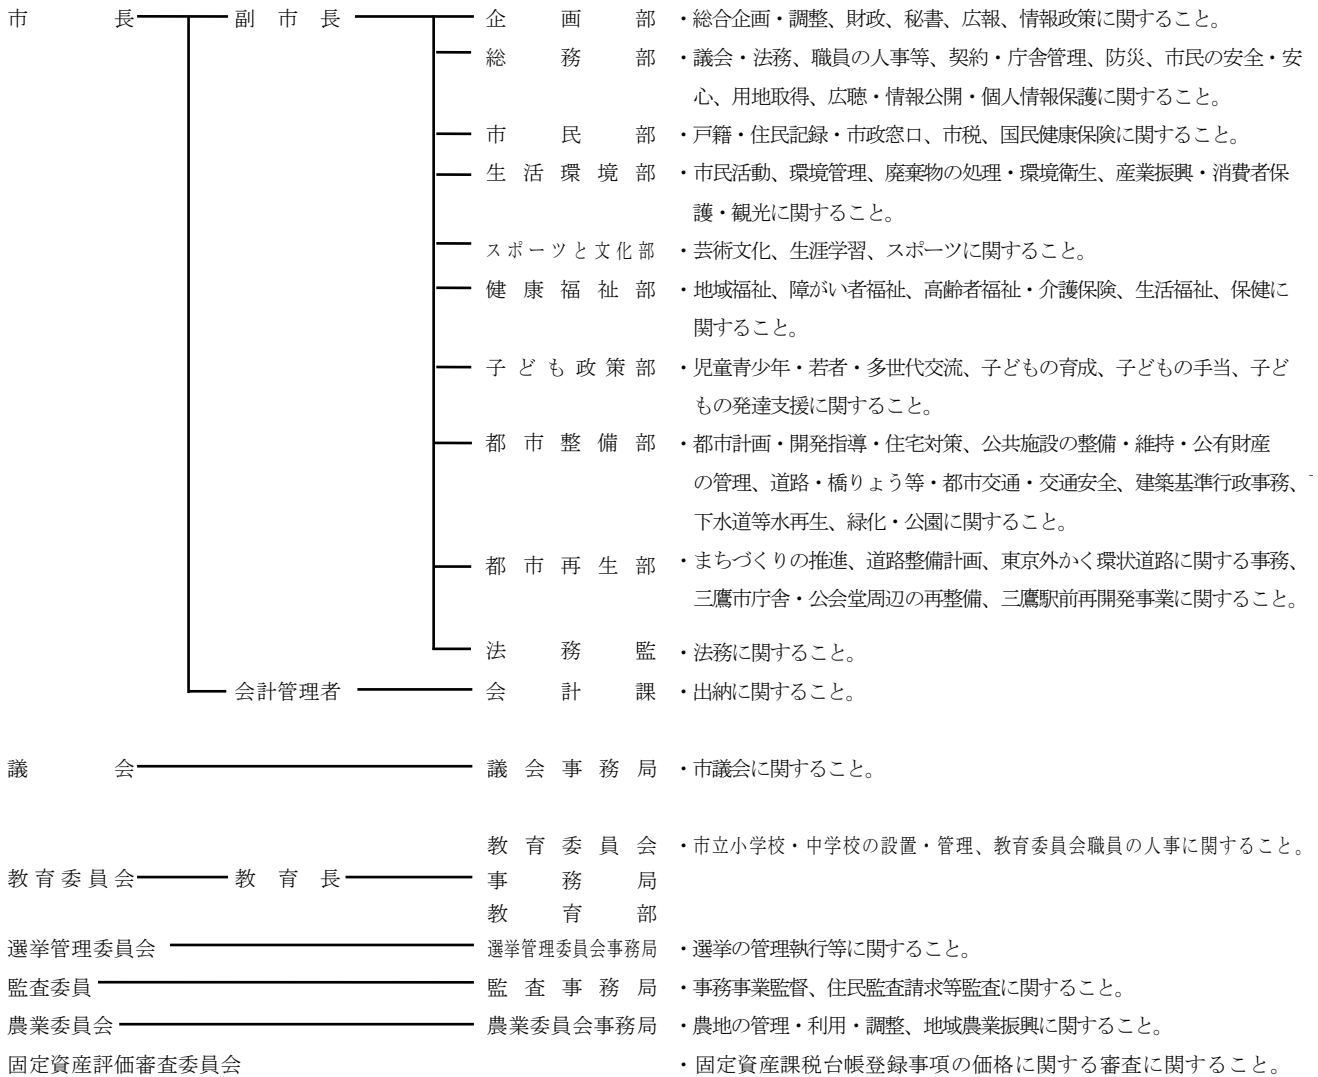 市長 副市長 企画部 ・総合企画・調整、財政、秘書、広報、情報政策に関すること。
総務部 ・議会・法務、職員の人事等、契約・庁舎管理、防災、市民の安全・安
心、用地取得、広聴・情報公開・個人情報保護に関すること。
市民部 ・戸籍・住民記録・市政窓口、市税、国民健康保険に関すること。
生活環境部 ・市民活動、環境管理、廃棄物の処理・環境衛生、産業振興・消費者保
護・観光に関すること。
スポーツと文化部 ・芸術文化、生涯学習、スポーツに関すること。
健康福祉部 ・地域福祉、障がい者福祉、高齢者福祉・介護保険、生活福祉、保健に
関すること。
子ども政策部 ・児童青少年・若者・多世代交流、子どもの育成、子どもの手当、子ど
もの発達支援に関すること。
都市整備部 ・都市計画・開発指導・住宅対策、公共施設の整備・維持・公有財産
の管理、道路・橋りょう等・都市交通・交通安全、建築基準行政事務、
下水道等水再生、緑化・公園に関すること。
都市再生部 ・まちづくりの推進、道路整備計画、東京外かく環状道路に関する事務、
三鷹市庁舎・公会堂周辺の再整備、三鷹駅前再開発事業に関すること。
法務監 ・法務に関すること。
会計管理者 会計課 ・出納に関すること。
議会 議会事務局 ・市議会に関すること。
教育委員会 ・市立小学校・中学校の設置・管理、教育委員会職員の人事に関すること。
教育委員会 教育長 事務局
教育部
選挙管理委員会 選挙管理委員会事務局 ・選挙の管理執行等に関すること。
監査委員 監査事務局 ・事務事業監督、住民監査請求等監査に関すること。
農業委員会 農業委員会事務局 ・農地の管理・利用・調整、地域農業振興に関すること。
固定資産評価審査委員会 ・固定資産課税台帳登録事項の価格に関する審査に関すること。